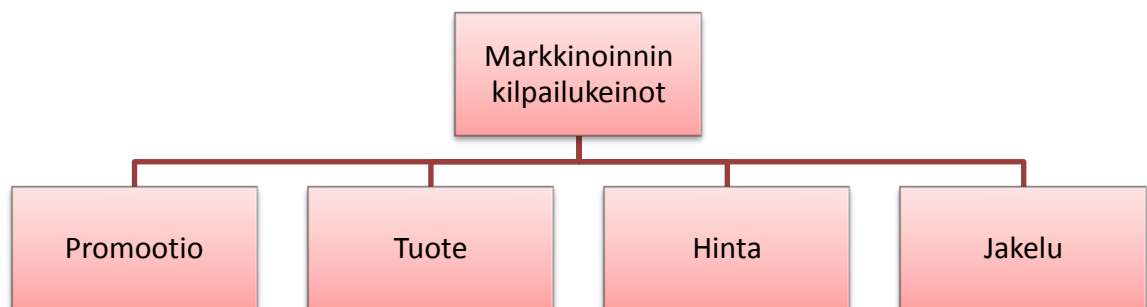 Markkinoinnin
kilpailukeinot
Promootio
Tuote
Hinta
Jakelu